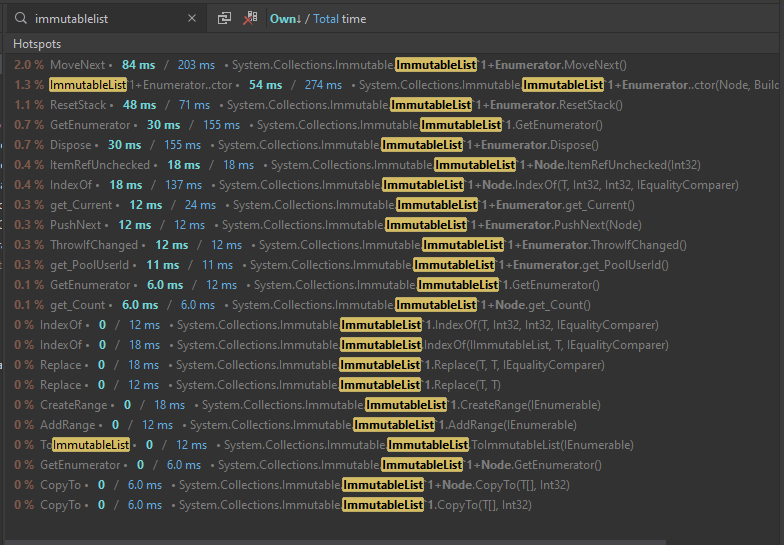 immutablelist × Own↓ / Total time
Hotspots
2.0 % MoveNext • 84 ms / 203 ms • System.Collections.Immutable.ImmutableList`1+Enumerator.MoveNext()
1.3 % ImmutableList`1+Enumerator..ctor • 54 ms / 274 ms • System.Collections.Immutable.ImmutableList`1+Enumerator..ctor(Node, Builc
1.1 % ResetStack • 48 ms / 71 ms • System.Collections.Immutable.ImmutableList`1+Enumerator.ResetStack()
0.7 % GetEnumerator • 30 ms / 155 ms • System.Collections.Immutable.ImmutableList`1.GetEnumerator()
0.7 % Dispose • 30 ms / 155 ms • System.Collections.Immutable.ImmutableList`1+Enumerator.Dispose()
0.4 % ItemRefUnchecked • 18 ms / 18 ms • System.Collections.Immutable.ImmutableList`1+Node.ItemRefUnchecked(Int32)
0.4 % IndexOf • 18 ms / 137 ms • System.Collections.Immutable.ImmutableList`1+Node.IndexOf(T, Int32, Int32, IEqualityComparer)
0.3 % get_Current • 12 ms / 24 ms • System.Collections.Immutable.ImmutableList`1+Enumerator.get_Current()
0.3 % PushNext • 12 ms / 12 ms • System.Collections.Immutable.ImmutableList`1+Enumerator.PushNext(Node)
0.3 % ThrowIfChanged • 12 ms / 12 ms • System.Collections.Immutable.ImmutableList`1+Enumerator.ThrowIfChanged()
0.3 % get_PoolUserId • 11 ms / 11 ms • System.Collections.Immutable.ImmutableList`1+Enumerator.get_PoolUserId()
0.1 % GetEnumerator • 6.0 ms / 12 ms • System.Collections.Immutable.ImmutableList`1.GetEnumerator()
0.1 % get_Count • 6.0 ms / 6.0 ms • System.Collections.Immutable.ImmutableList`1+Node.get_Count()
0 % IndexOf • 0 / 12 ms • System.Collections.Immutable.ImmutableList`1.IndexOf(T, Int32, Int32, IEqualityComparer)
0 % IndexOf • 0 / 18 ms • System.Collections.Immutable.ImmutableList.IndexOf(IImmutableList, T, IEqualityComparer)
0 % Replace • 0 / 18 ms • System.Collections.Immutable.ImmutableList`1.Replace(T, T, IEqualityComparer)
0 % Replace • 0 / 12 ms • System.Collections.Immutable.ImmutableList`1.Replace(T, T)
0 % CreateRange • 0 / 18 ms • System.Collections.Immutable.ImmutableList`1.CreateRange(IEnumerable)
0 % AddRange • 0 / 12 ms • System.Collections.Immutable.ImmutableList`1.AddRange(IEnumerable)
0 % ToImmutableList • 0 / 12 ms • System.Collections.Immutable.ImmutableList.ToImmutableList(IEnumerable)
0 % GetEnumerator • 0 / 6.0 ms • System.Collections.Immutable.ImmutableList`1+Node.GetEnumerator()
0 % CopyTo • 0 / 6.0 ms • System.Collections.Immutable.ImmutableList`1+Node.CopyTo(T[], Int32)
0 % CopyTo • 0 / 6.0 ms • System.Collections.Immutable.ImmutableList`1.CopyTo(T[], Int32)